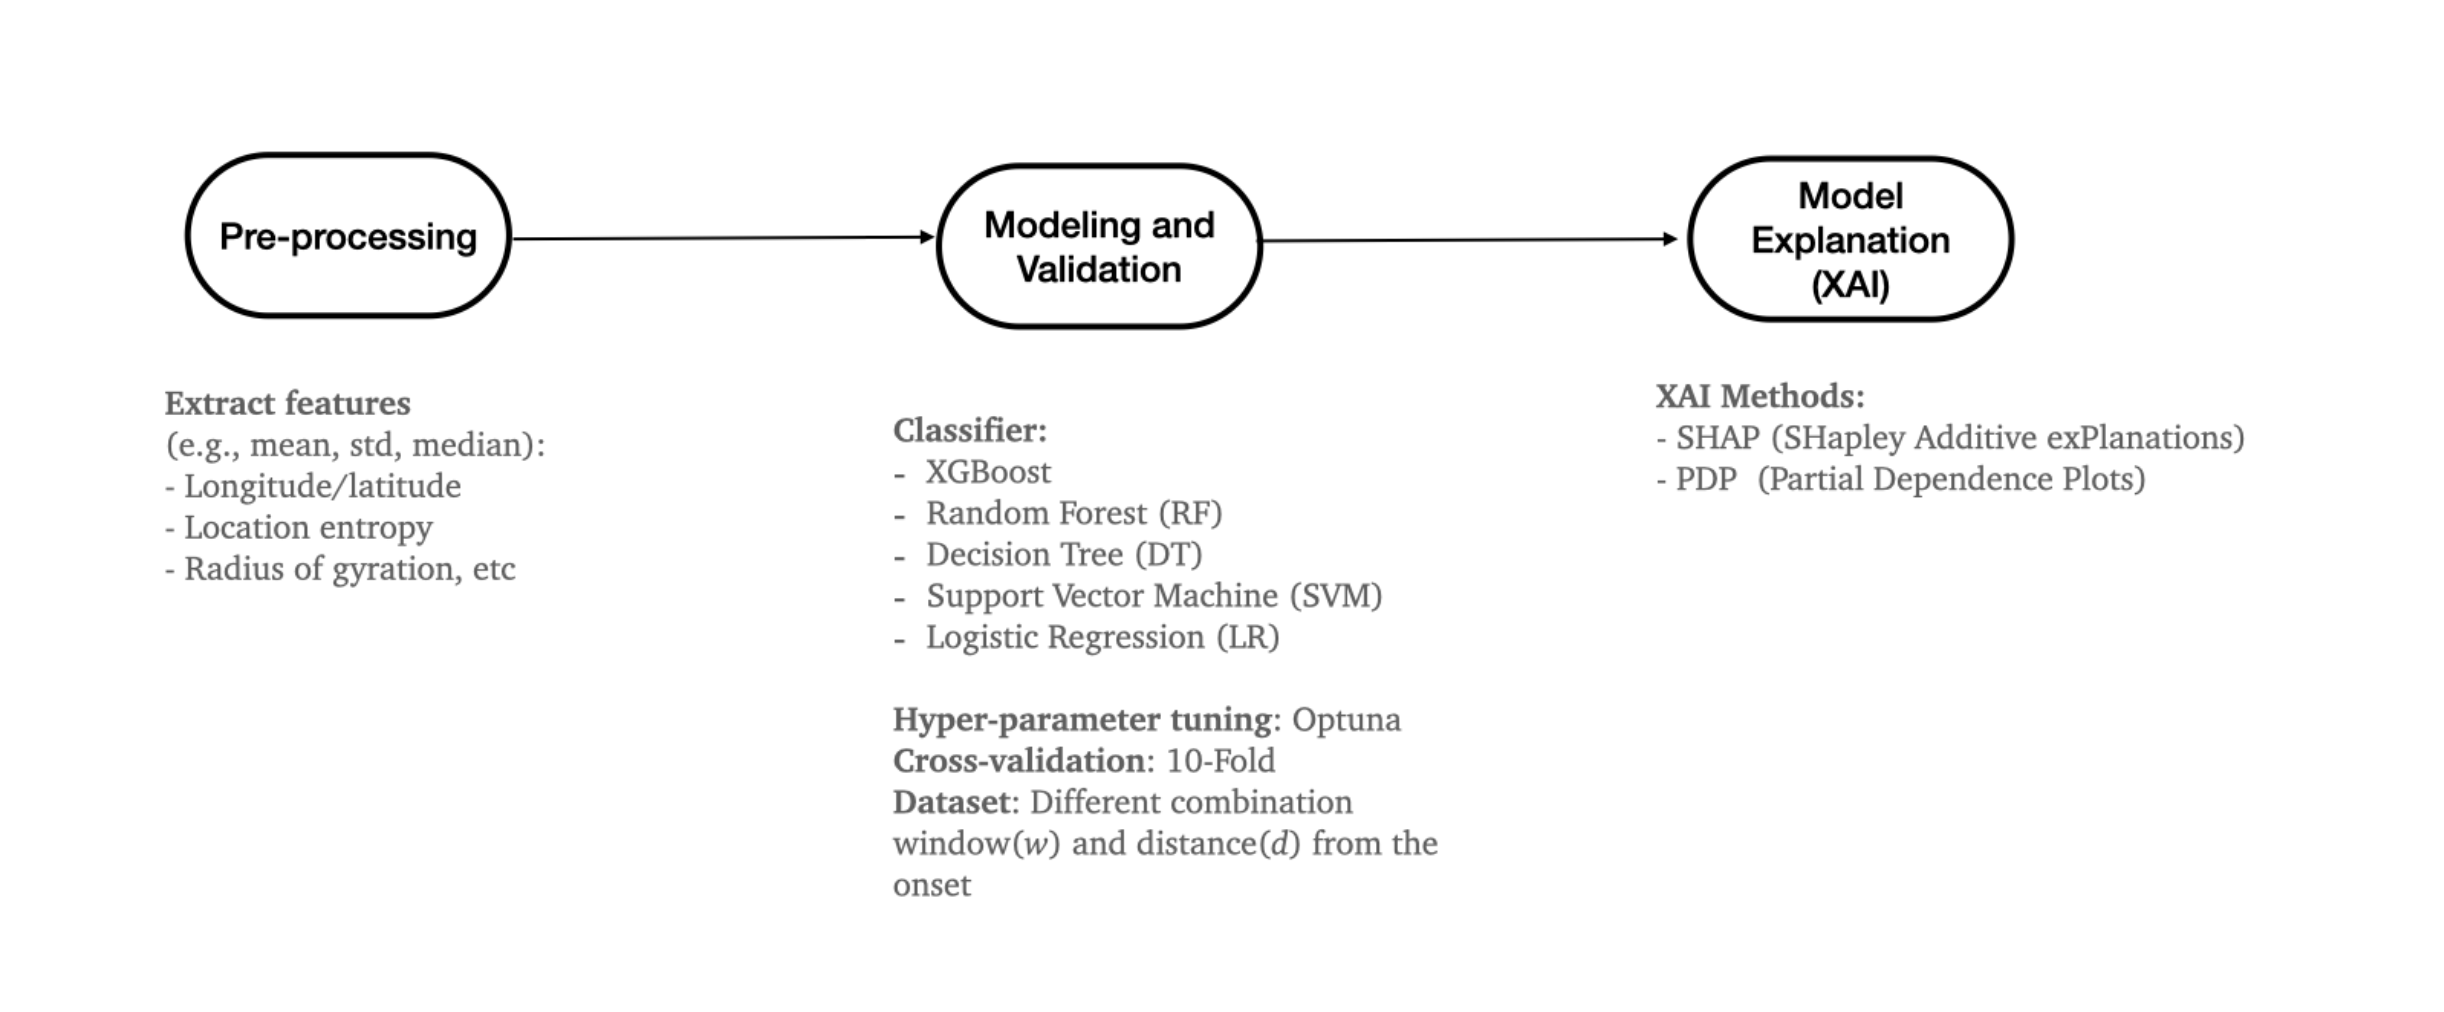 Pre-processing
Modeling and
Validation
Model
Explanation
(XAI)
Extract features
(e.g., mean, std, median):
- Longitude/latitude
- Location entropy
- Radius of gyration, etc
Classifier:
- XGBoost
- Random Forest (RF)
- Decision Tree (DT)
- Support Vector Machine (SVM)
- Logistic Regression (LR)
Hyper-parameter tuning: Optuna
Cross-validation: 10-Fold
Dataset: Different combination
window(w) and distance(d) from the
onset
XAI Methods:
- SHAP (SHapley Additive exPlanations)
- PDP (Partial Dependence Plots)